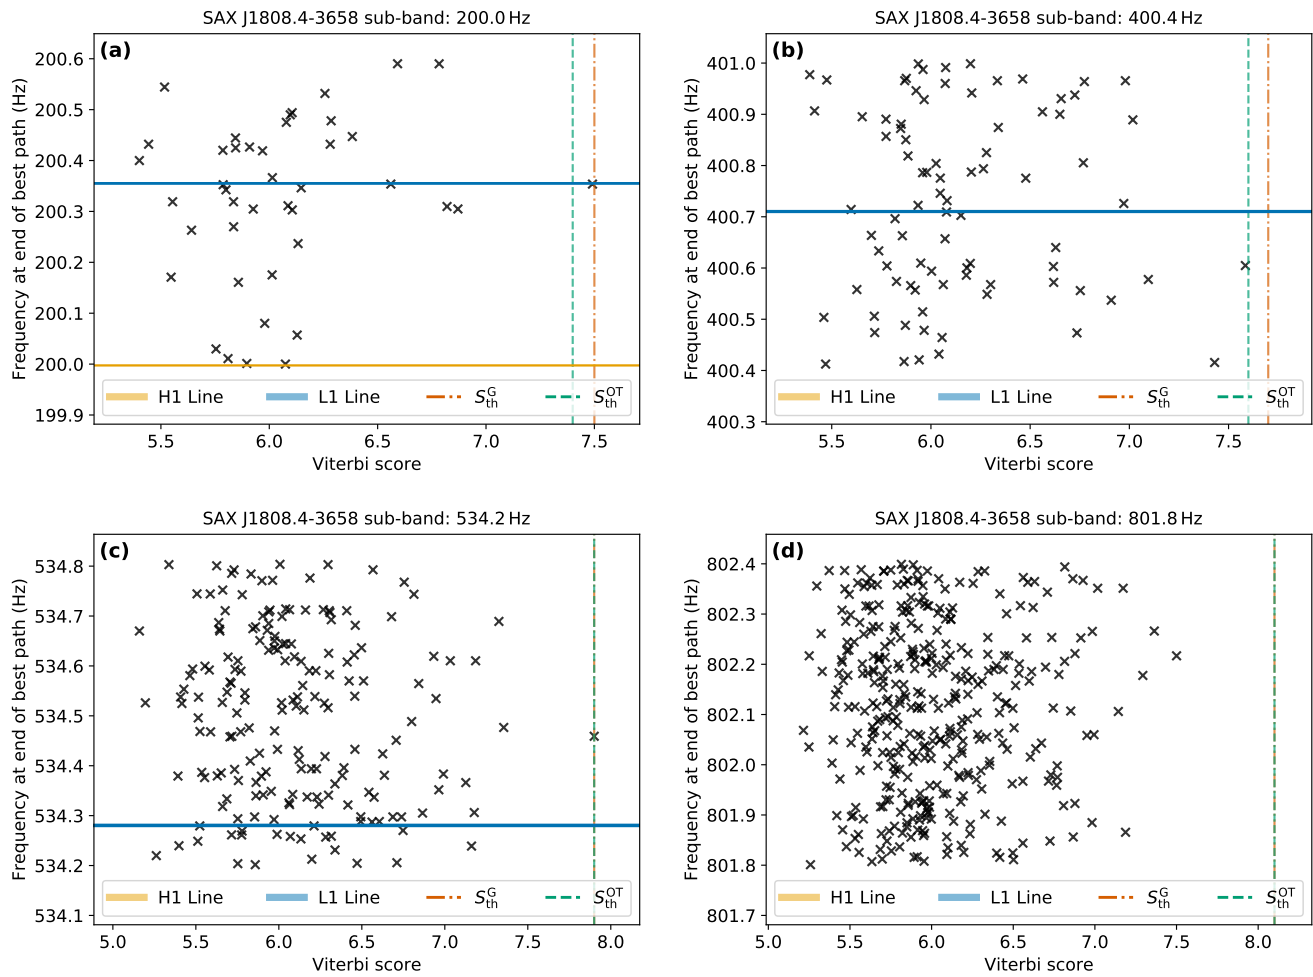 SAX J1808.4-3658 sub-band: 200.0 Hz
(a)
Frequency at end of best path (Hz)
200.6
200.5
200.4
200.3
200.2
200.1
200.0
199.9
H1 Line L1 Line S_th^G S_th^OT
5.5 6.0 6.5 7.0 7.5
Viterbi score
SAX J1808.4-3658 sub-band: 400.4 Hz
(b)
Frequency at end of best path (Hz)
401.0
400.9
400.8
400.7
400.6
400.5
400.4
400.3
H1 Line L1 Line S_th^G S_th^OT
5.5 6.0 6.5 7.0 7.5
Viterbi score
SAX J1808.4-3658 sub-band: 534.2 Hz
(c)
Frequency at end of best path (Hz)
534.8
534.7
534.6
534.5
534.4
534.3
534.2
534.1
H1 Line L1 Line S_th^G S_th^OT
5.0 5.5 6.0 6.5 7.0 7.5 8.0
Viterbi score
SAX J1808.4-3658 sub-band: 801.8 Hz
(d)
Frequency at end of best path (Hz)
802.4
802.3
802.2
802.1
802.0
801.9
801.8
801.7
H1 Line L1 Line S_th^G S_th^OT
5.0 5.5 6.0 6.5 7.0 7.5 8.0
Viterbi score